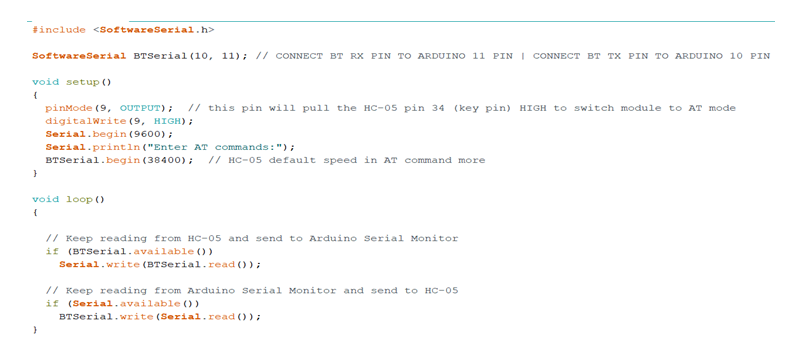 #include <SoftwareSerial.h>
SoftwareSerial BTSerial(10, 11); // CONNECT BT RX PIN TO ARDUINO 11 PIN | CONNECT BT TX PIN TO ARDUINO 10 PIN
void setup()
{
pinMode(9, OUTPUT);  // this pin will pull the HC-05 pin 34 (key pin) HIGH to switch module to AT mode
digitalWrite(9, HIGH);
Serial.begin(9600);
Serial.println("Enter AT commands:");
BTSerial.begin(38400);  // HC-05 default speed in AT command more
}
void loop()
{
// Keep reading from HC-05 and send to Arduino Serial Monitor
if (BTSerial.available())
Serial.write(BTSerial.read());
// Keep reading from Arduino Serial Monitor and send to HC-05
if (Serial.available())
BTSerial.write(Serial.read());
}